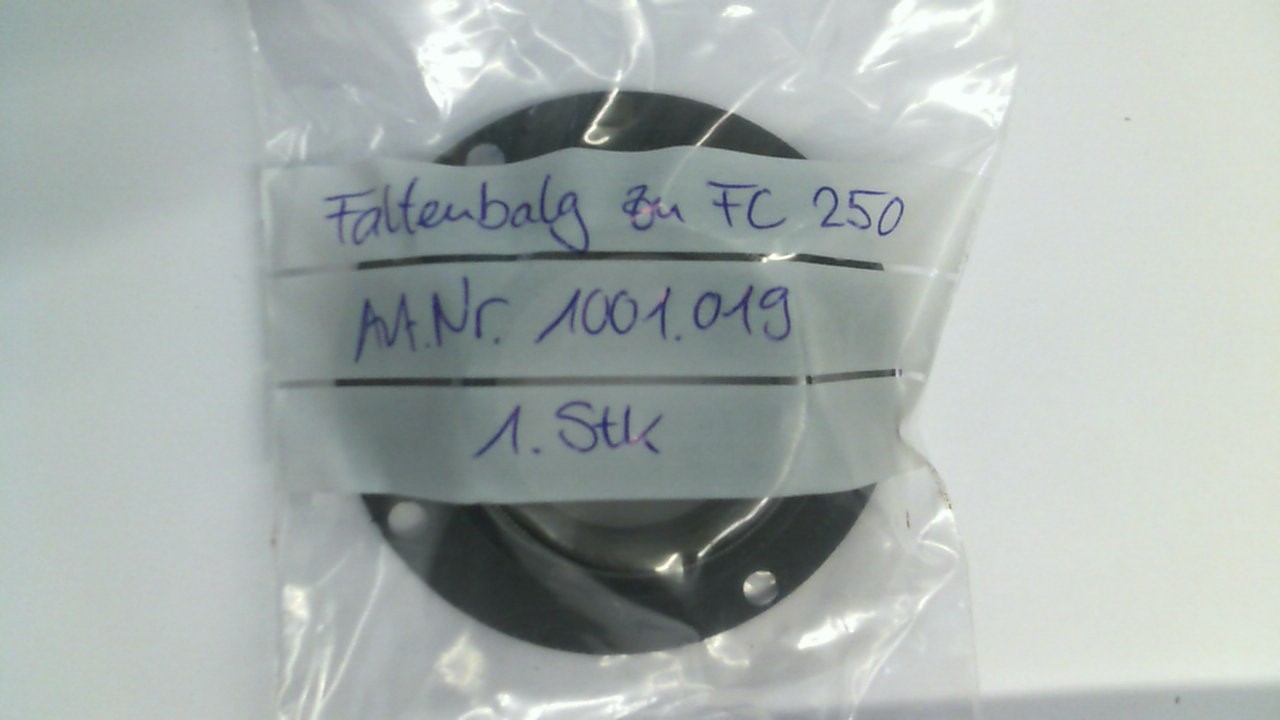 Faltenbalg zu FC 250
Art.Nr. 1001.019
1. Stk